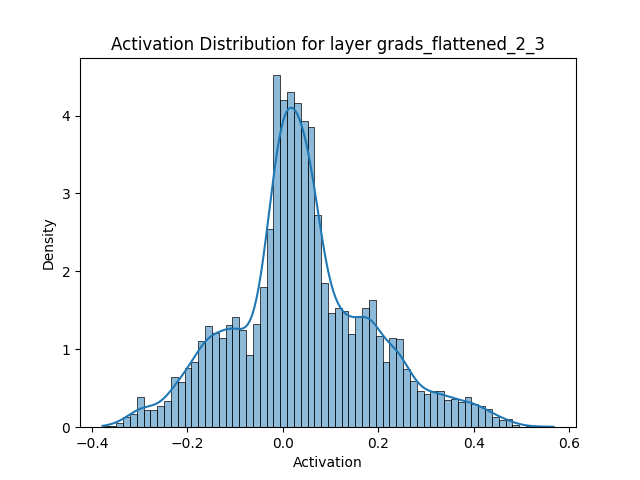 Activation Distribution for layer grads_flattened_2_3
4
3
2
1
0
Density
−0.4 −0.2 0.0 0.2 0.4 0.6
Activation